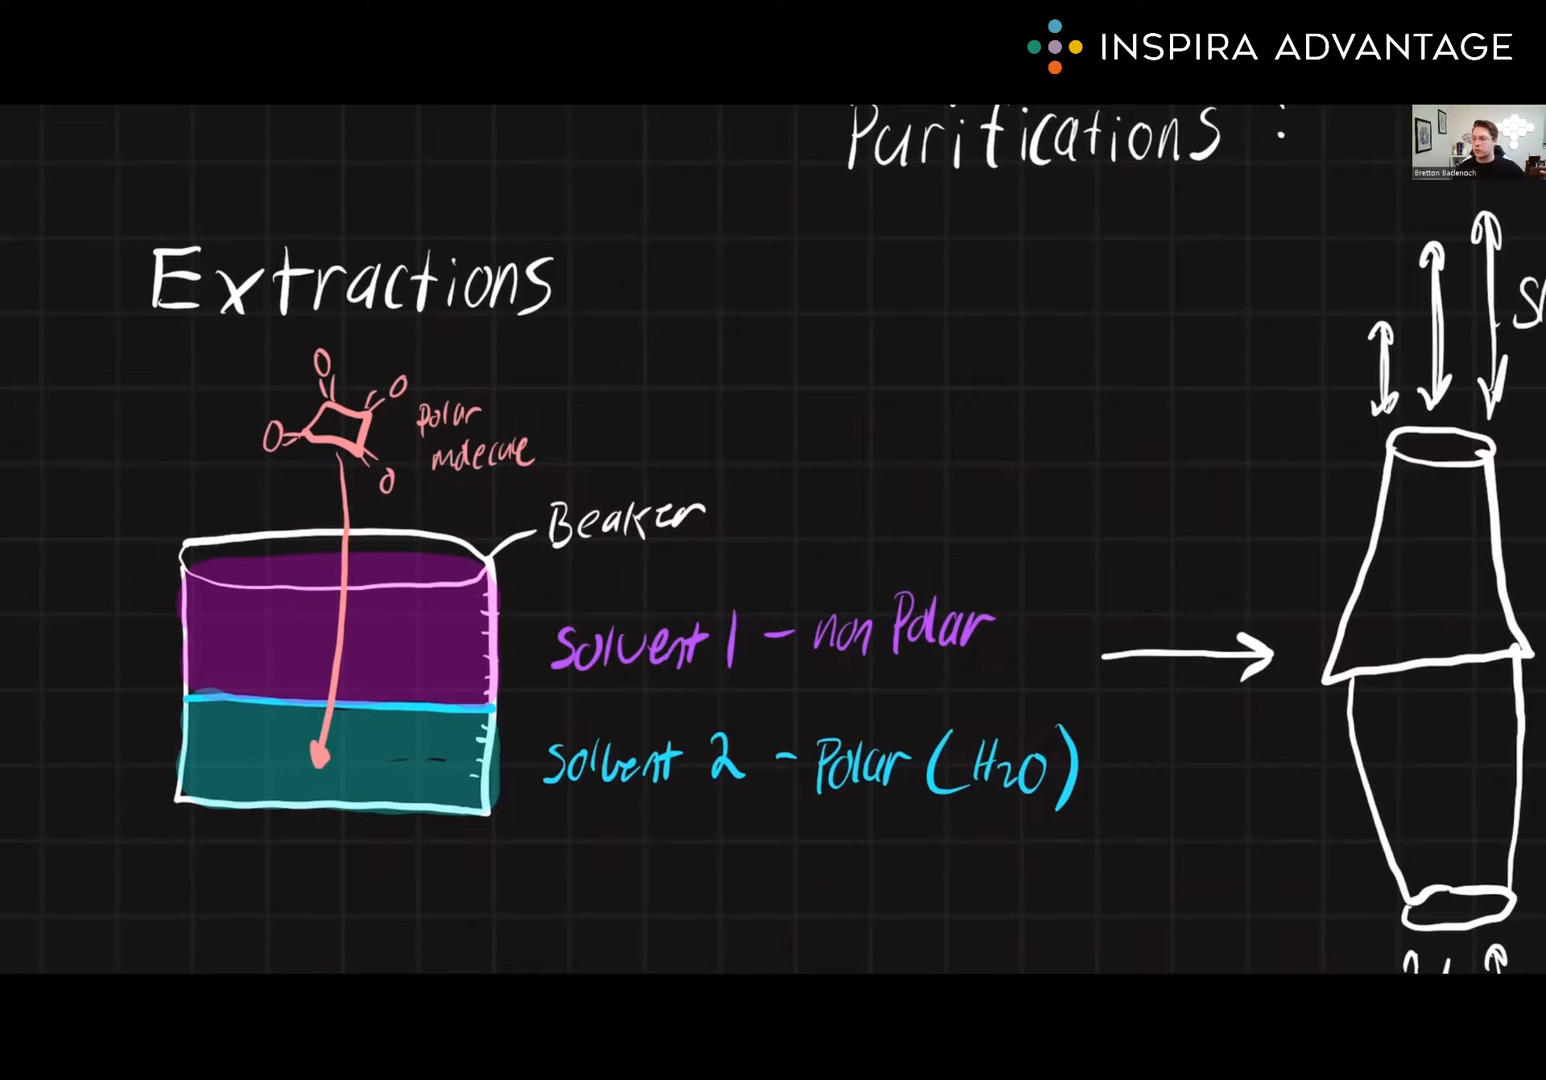 INSPIRA ADVANTAGE
Purifications :
Bretton Badenoch
Extractions
O
O
O
O
Polar
molecule
Beaker
Solvent 1 - non Polar
Solvent 2 - Polar (H2O)